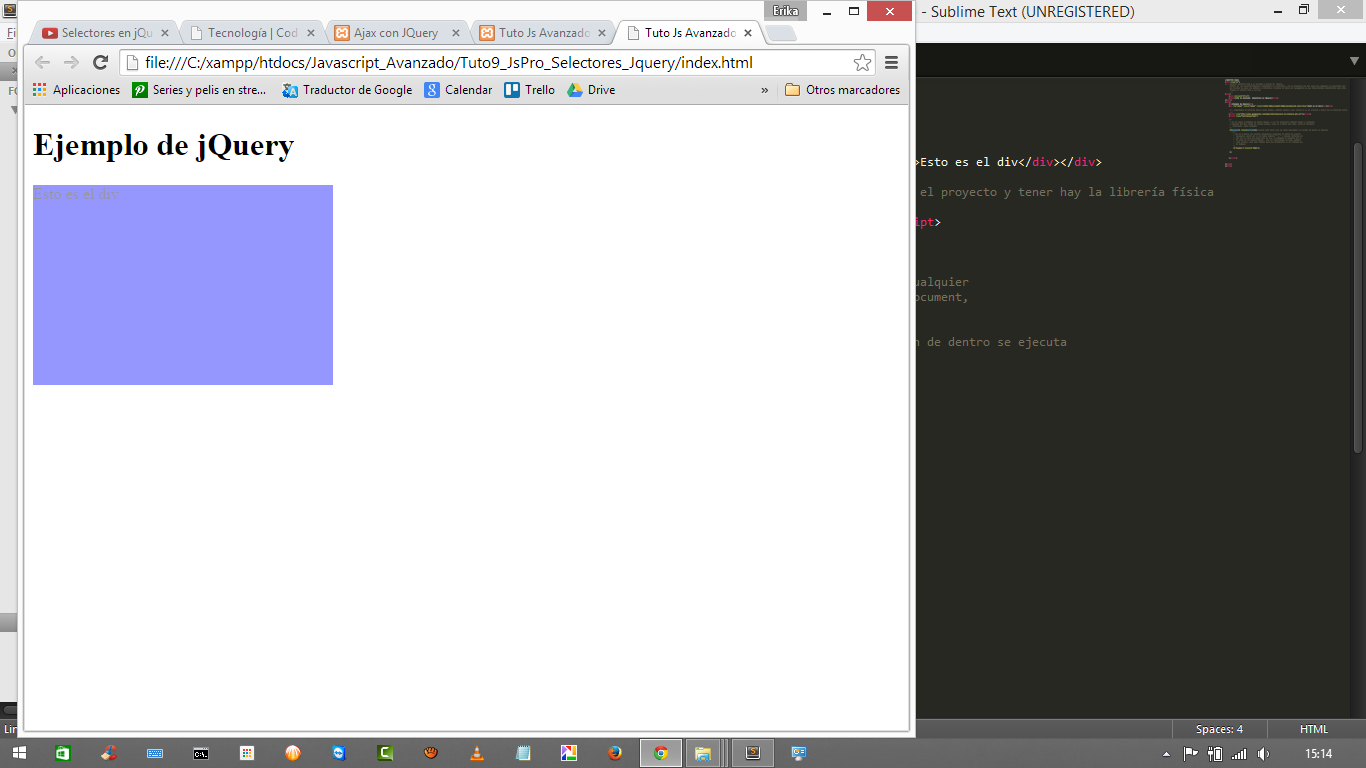 Erika
- Sublime Text (UNREGISTERED)
Selectores en jQu
Tecnología | Cod
Ajax con JQuery
Tuto Js Avanzado
Tuto Js Avanzado
file:///C:/xampp/htdocs/Javascript_Avanzado/Tuto9_JsPro_Selectores_Jquery/index.html
Aplicaciones
Series y pelis en stre...
Traductor de Google
Calendar
Trello
Drive
»
Otros marcadores
Ejemplo de jQuery
Esto es el div
>Esto es el div</div></div>
el proyecto y tener hay la librería física
ipt>
ualquier
ocument,
n de dentro se ejecuta
Lin
Spaces: 4
HTML
15:14